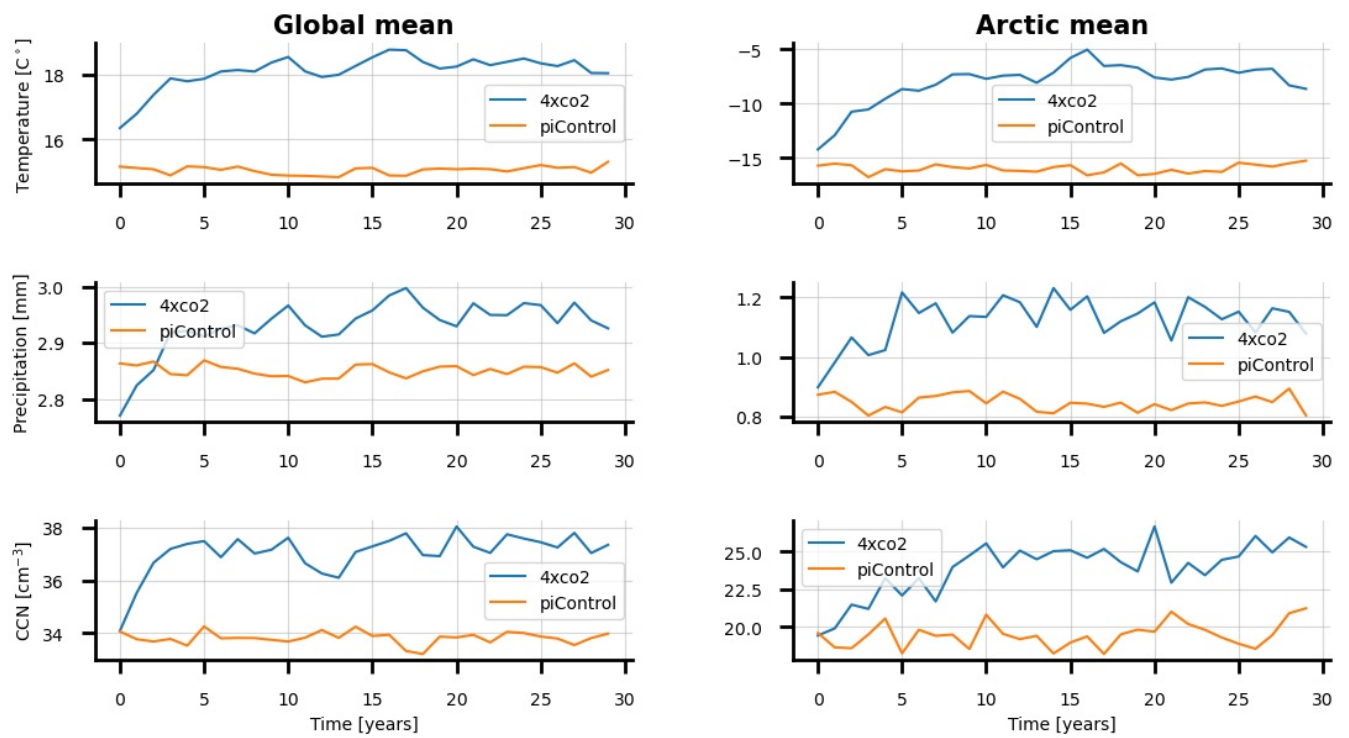 Global mean
Temperature [C°]
18
16
4xco2
piControl
0 5 10 15 20 25 30
Arctic mean
−5
−10
−15
4xco2
piControl
0 5 10 15 20 25 30
Precipitation [mm]
3.0
2.9
2.8
4xco2
piControl
0 5 10 15 20 25 30
1.2
1.0
0.8
4xco2
piControl
0 5 10 15 20 25 30
CCN [cm⁻³]
38
36
34
4xco2
piControl
0 5 10 15 20 25 30
Time [years]
25.0
22.5
20.0
4xco2
piControl
0 5 10 15 20 25 30
Time [years]